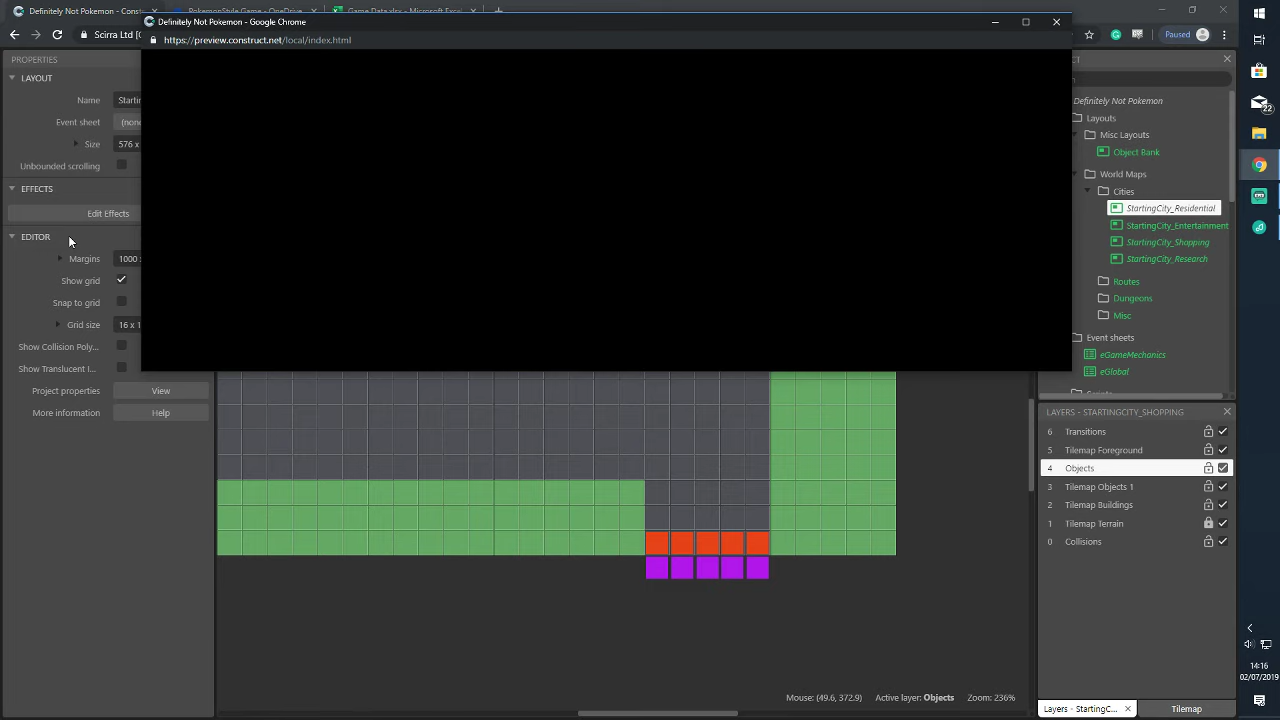 Definitely Not Pokemon - C
PokemonStyle Game - OneDrive
Game Data.xlsx - Microsoft Exce
Definitely Not Pokemon - Google Chrome
Scirra Ltd [G
Paused
https://preview.construct.net/local/index.html
PROPERTIES
LAYOUT
Name
Starti
Event sheet
(none
Size
576 x
Unbounded scrolling
EFFECTS
Edit Effects
EDITOR
Margins
1000 x
Show grid
Snap to grid
Grid size
16 x 1
Show Collision Poly...
Show Translucent I...
Project properties
View
More information
Help
CT
Definitely Not Pokemon
Layouts
Misc Layouts
Object Bank
World Maps
Cities
StartingCity_Residential
StartingCity_Entertainment
StartingCity_Shopping
StartingCity_Research
Routes
Dungeons
Misc
Event sheets
eGameMechanics
eGlobal
Scripts
LAYERS - STARTINGCITY_SHOPPING
6 Transitions
5 Tilemap Foreground
4 Objects
3 Tilemap Objects 1
2 Tilemap Buildings
1 Tilemap Terrain
0 Collisions
Mouse: (49.6, 372.9)
Active layer: Objects
Zoom: 236%
Layers - StartingC...
Tilemap
22
14:16
02/07/2019